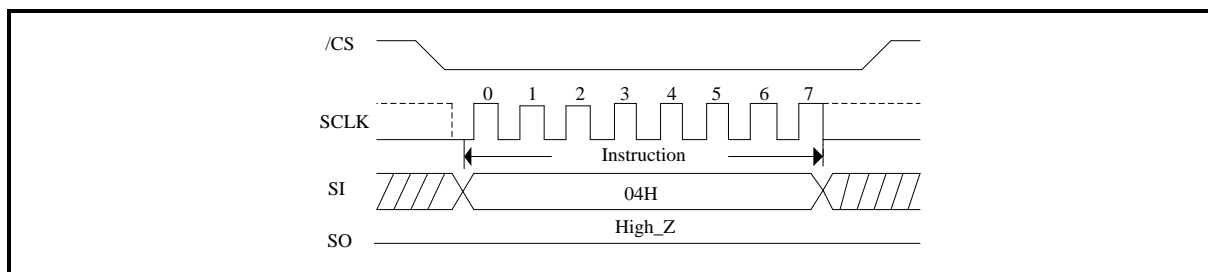 /CS
0 1 2 3 4 5 6 7
SCLK
Instruction
SI
04H
High_Z
SO